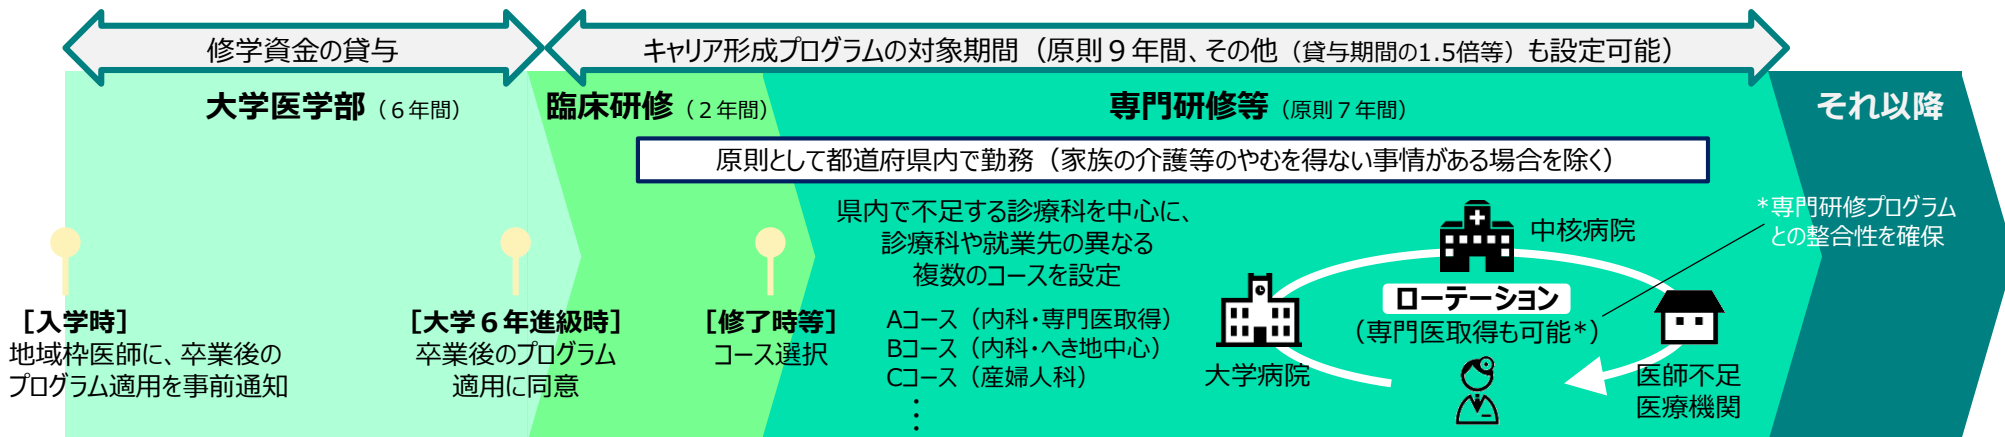 修学資金の貸与
キャリア形成プログラムの対象期間（原則９年間、その他（貸与期間の1.5倍等）も設定可能）
大学医学部（６年間）
臨床研修（２年間）
専門研修等（原則７年間）
それ以降
原則として都道府県内で勤務（家族の介護等のやむを得ない事情がある場合を除く）
［入学時］
地域枠医師に、卒業後の
プログラム適用を事前通知
［大学６年進級時］
卒業後のプログラム
適用に同意
［修了時等］
コース選択
県内で不足する診療科を中心に、
診療科や就業先の異なる
複数のコースを設定
Aコース（内科・専門医取得）
Bコース（内科・へき地中心）
Cコース（産婦人科）
：
中核病院
ローテーション
（専門医取得も可能*）
大学病院
医師不足
医療機関
*専門研修プログラム
との整合性を確保